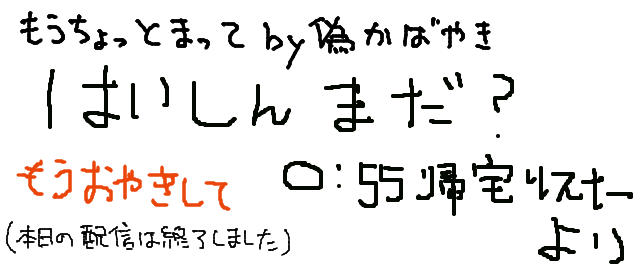 もうちょっとまって by 偽かばやき
はいしんまだ?
もうおやきして
0:55帰宅リスナーより
(本日の配信は終了しました)